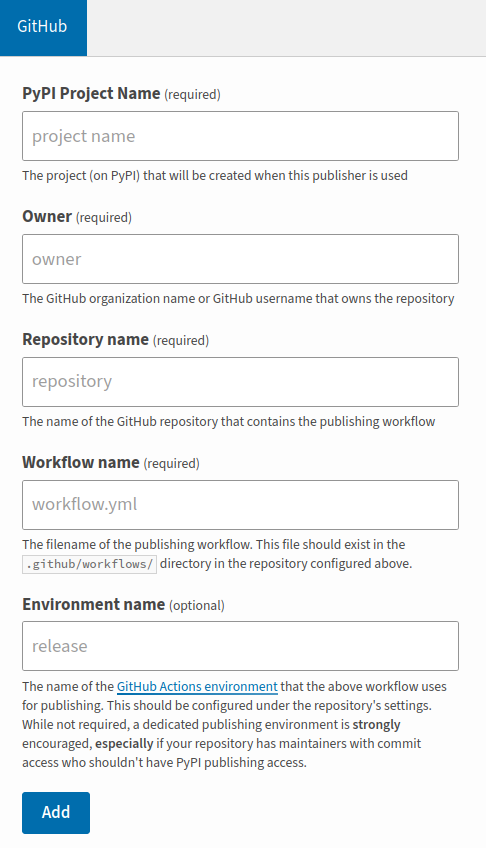 GitHub
PyPI Project Name (required)
project name
The project (on PyPI) that will be created when this publisher is used
Owner (required)
owner
The GitHub organization name or GitHub username that owns the repository
Repository name (required)
repository
The name of the GitHub repository that contains the publishing workflow
Workflow name (required)
workflow.yml
The filename of the publishing workflow. This file should exist in the
.github/workflows/ directory in the repository configured above.
Environment name (optional)
release
The name of the GitHub Actions environment that the above workflow uses
for publishing. This should be configured under the repository's settings.
While not required, a dedicated publishing environment is strongly
encouraged, especially if your repository has maintainers with commit
access who shouldn't have PyPI publishing access.
Add